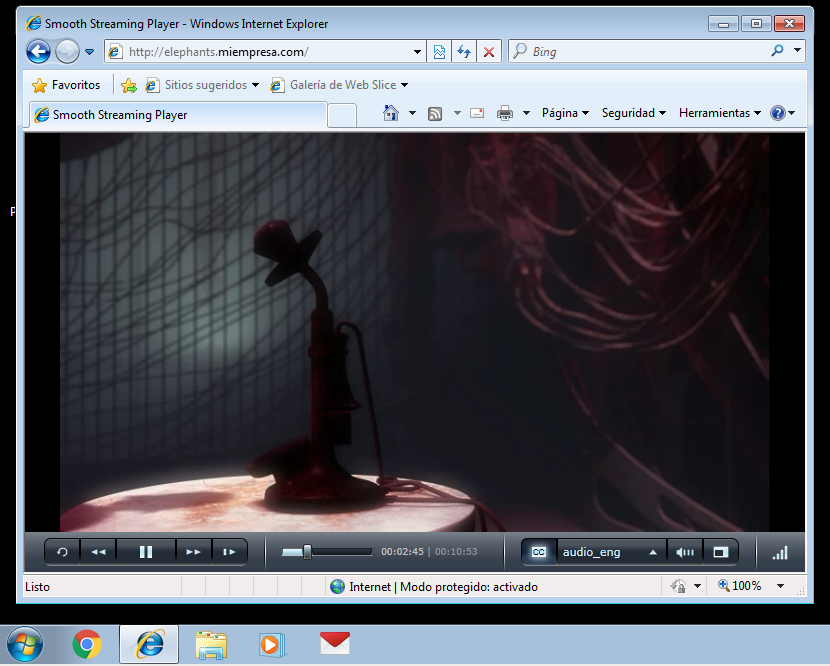 Smooth Streaming Player - Windows Internet Explorer
http://elephants.miempresa.com/
Bing
Favoritos
Sitios sugeridos
Galería de Web Slice
Smooth Streaming Player
Página
Seguridad
Herramientas
P
00:02:45 | 00:10:53
CC
audio_eng
Listo
Internet | Modo protegido: activado
100%